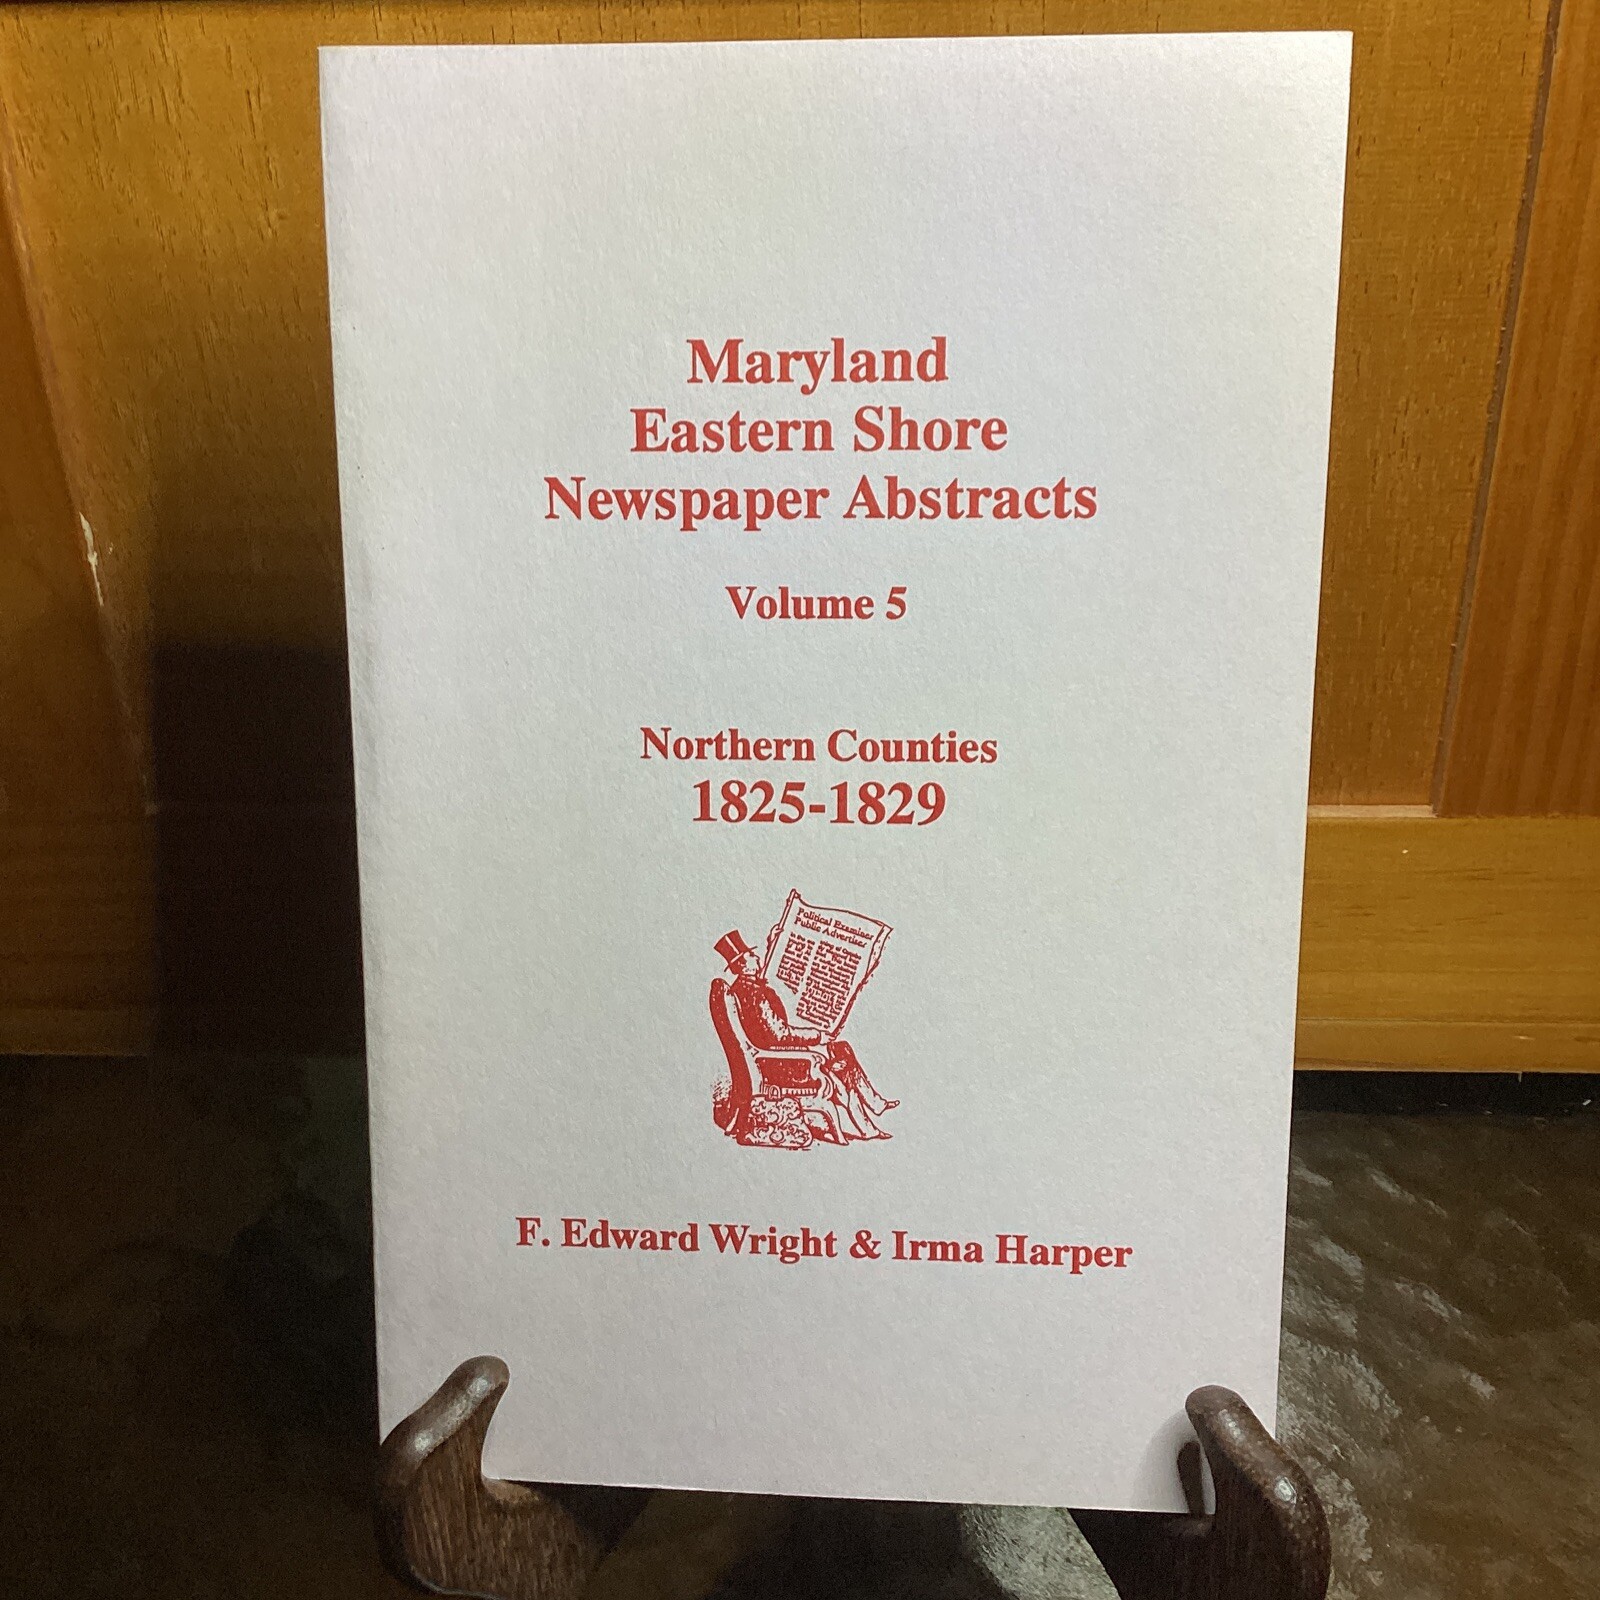 Maryland
Eastern Shore
Newspaper Abstracts
Volume 5
Northern Counties
1825-1829
Political Examiner
Public Advertiser
F. Edward Wright & Irma Harper